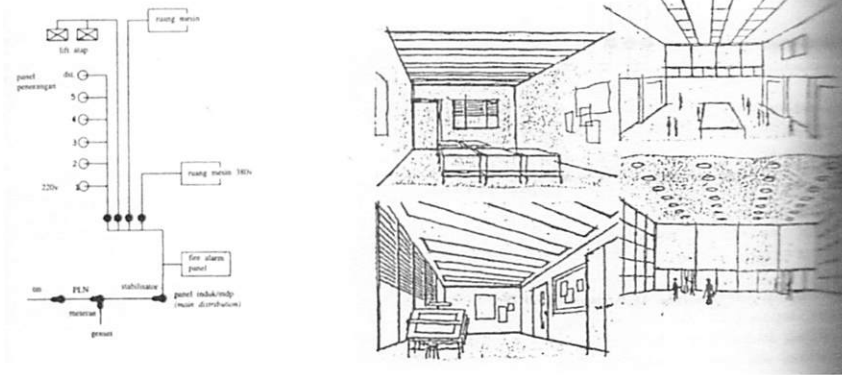 ruang mesin
lift atap
panel
penerangan
dst.
5
4
3
2
220v
ruang mesin 380v
fire alarm
panel
stabilisator
PLN
tm
panel induk/mdp
(main distribution)
meteran
genset